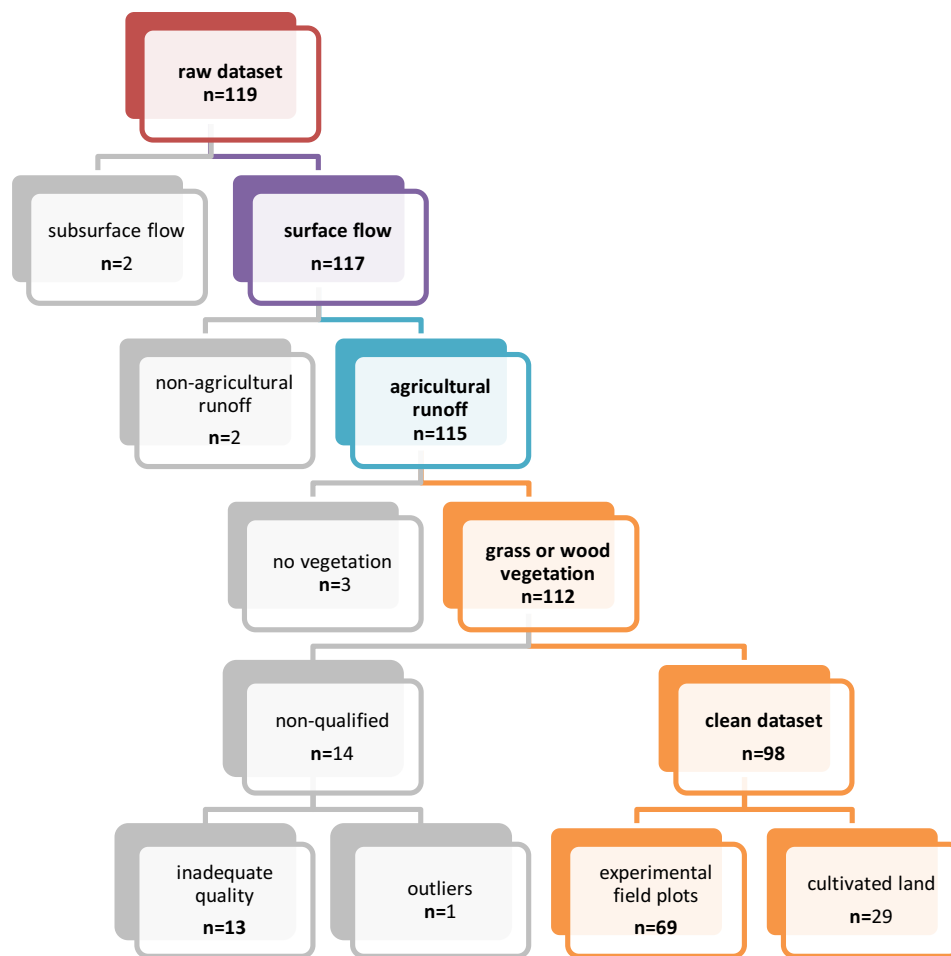 raw dataset
n=119
subsurface flow
n=2
surface flow
n=117
non-agricultural
runoff
n=2
agricultural
runoff
n=115
no vegetation
n=3
grass or wood
vegetation
n=112
non-qualified
n=14
clean dataset
n=98
inadequate
quality
n=13
outliers
n=1
experimental
field plots
n=69
cultivated land
n=29